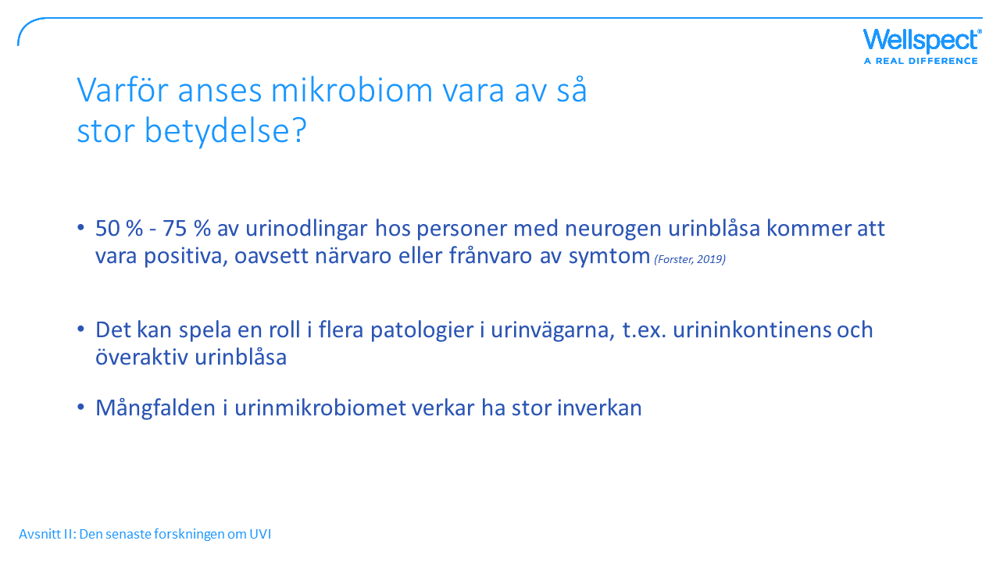 Wellspect®
A REAL DIFFERENCE
Varför anses mikrobiom vara av så
stor betydelse?
• 50 % - 75 % av urinodlingar hos personer med neurogen urinblåsa kommer att
vara positiva, oavsett närvaro eller frånvaro av symtom (Forster, 2019)
• Det kan spela en roll i flera patologier i urinvägarna, t.ex. urininkontinens och
överaktiv urinblåsa
• Mångfalden i urinmikrobiomet verkar ha stor inverkan
Avsnitt II: Den senaste forskningen om UVI